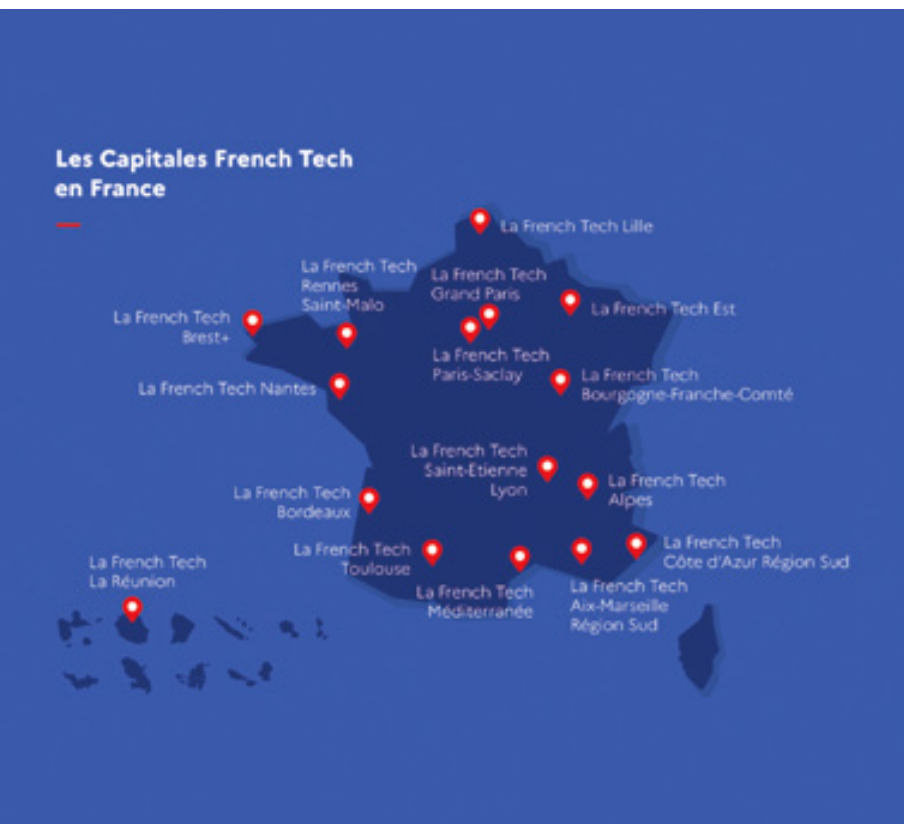 Les Capitales French Tech
en France
La French Tech Lille
La French Tech
Rennes
Saint-Malo
La French Tech
Grand Paris
La French Tech Est
La French Tech
Brest+
La French Tech
Paris-Saclay
La French Tech Nantes
La French Tech
Bourgogne-Franche-Comté
La French Tech
Saint-Etienne
Lyon
La French Tech
Alpes
La French Tech
Bordeaux
La French Tech
Toulouse
La French Tech
Côte d'Azur Région Sud
La French Tech
La Réunion
La French Tech
Méditerranée
La French Tech
Aix-Marseille
Région Sud